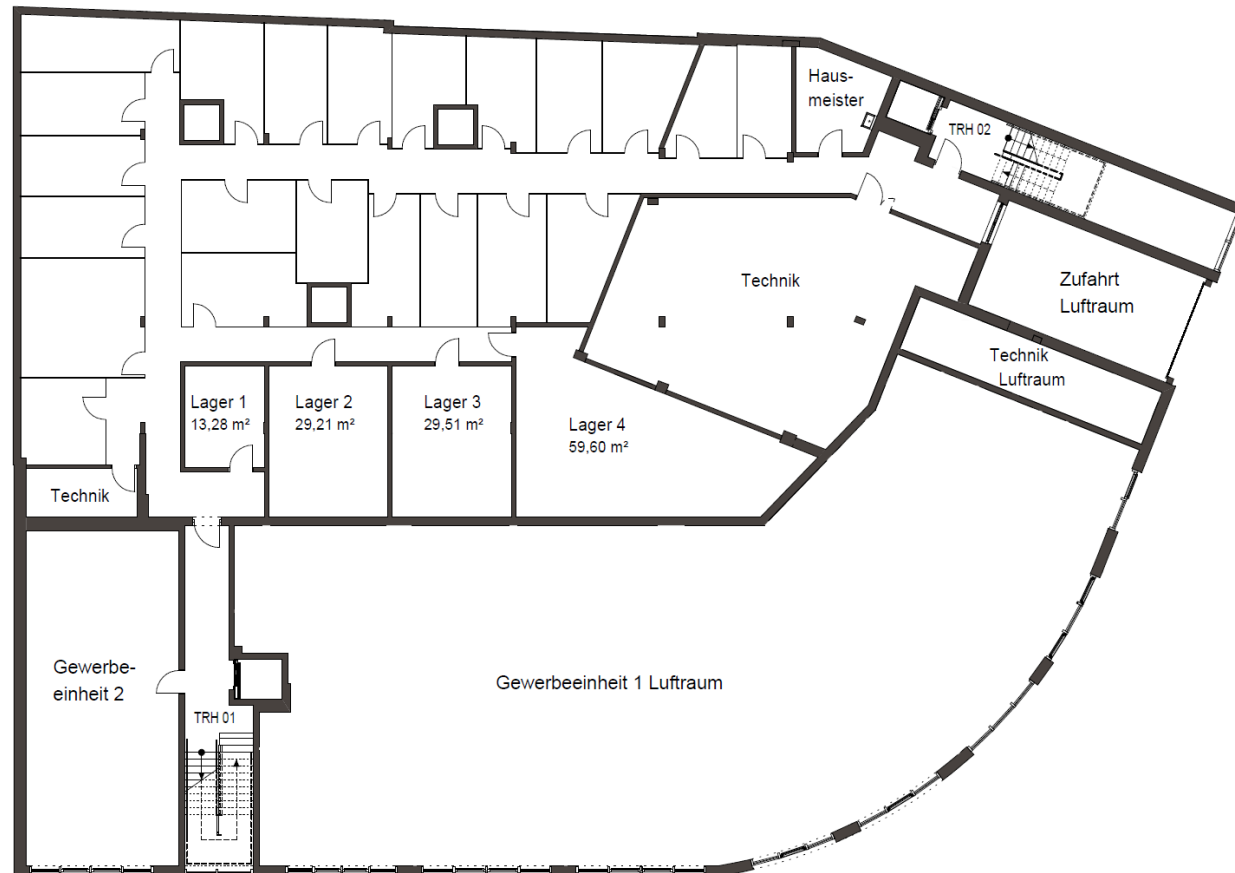 Haus-
meister
TRH 02
Technik
Zufahrt
Luftraum
Technik
Luftraum
Lager 1
13,28 m²
Lager 2
29,21 m²
Lager 3
29,51 m²
Lager 4
59,60 m²
Technik
Gewerbe-
einheit 2
Gewerbeeinheit 1 Luftraum
TRH 01